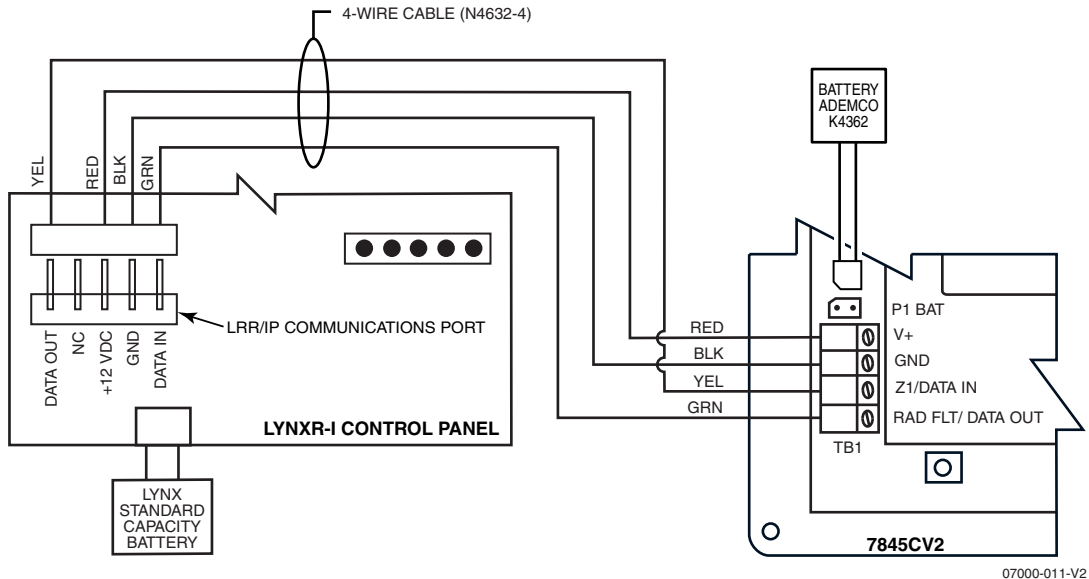 4-WIRE CABLE (N4632-4)
BATTERY
ADEMCO
K4362
YEL
RED
BLK
GRN
LRR/IP COMMUNICATIONS PORT
DATA OUT
NC
+12 VDC
GND
DATA IN
LYNXR-I CONTROL PANEL
LYNX
STANDARD
CAPACITY
BATTERY
RED
BLK
YEL
GRN
P1 BAT
V+
GND
Z1/DATA IN
RAD FLT/ DATA OUT
TB1
7845CV2
07000-011-V2